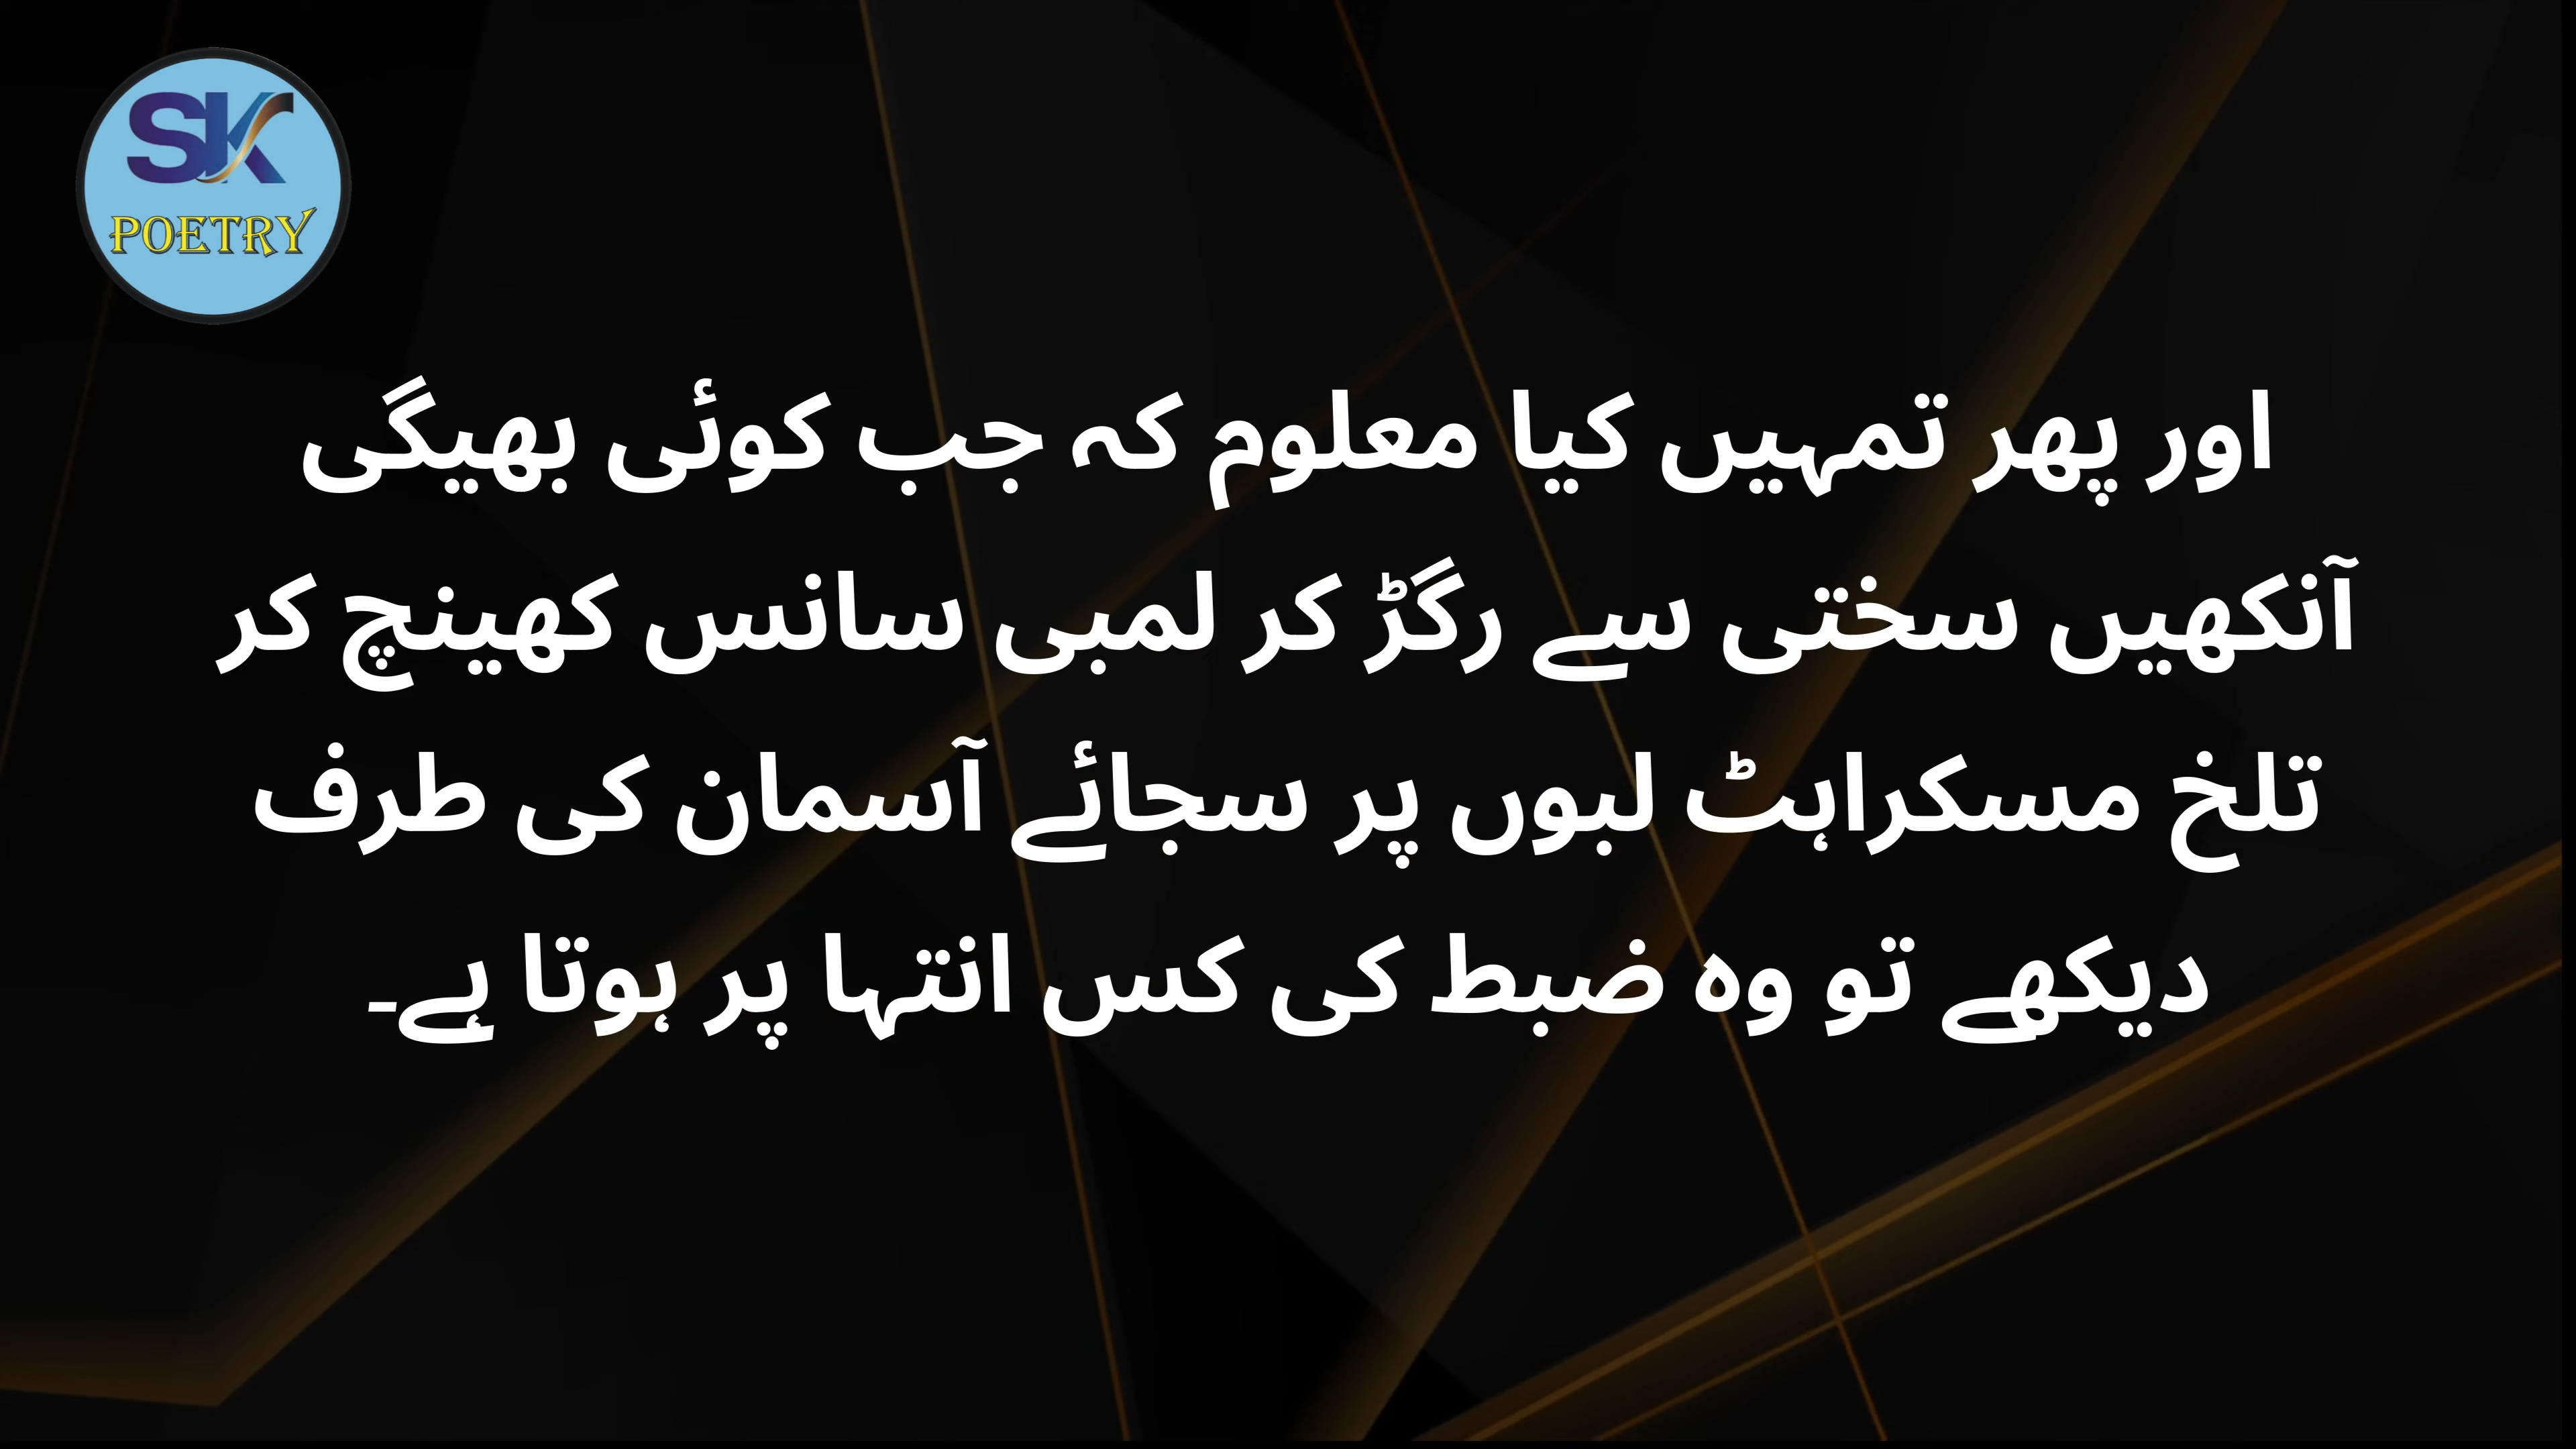 SK
POETRY
اور پھر تمہیں کیا معلوم کہ جب کوئی بھیگی
آنکھیں سختی سے رگڑ کر لمبی سانس کھینچ کر
تلخ مسکراہٹ لبوں پر سجائے آسمان کی طرف
دیکھے تو وہ ضبط کی کس انتہا پر ہوتا ہے۔